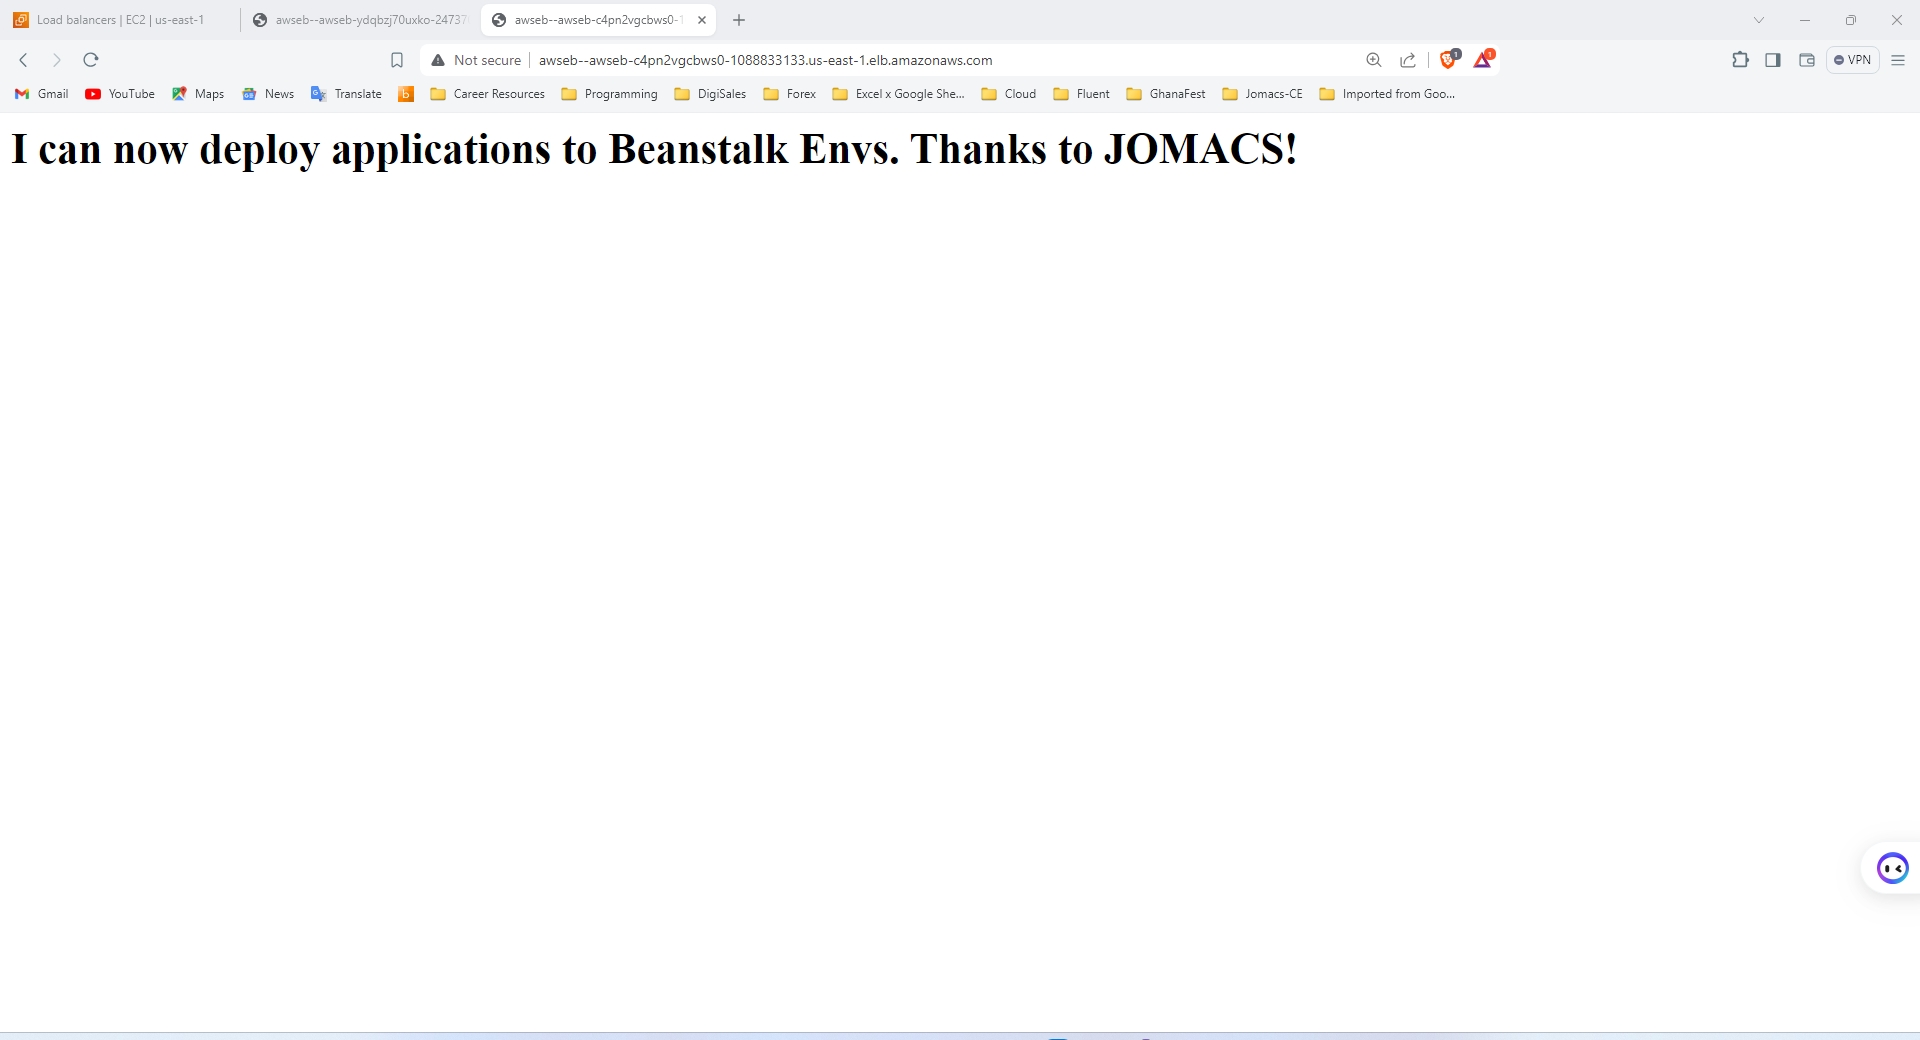 Load balancers | EC2 | us-east-1
awseb--awseb-ydqbzj70uxko-24737
awseb--awseb-c4pn2vgcbws0-1
Not secure
awseb--awseb-c4pn2vgcbws0-1088833133.us-east-1.elb.amazonaws.com
1
1
VPN
Gmail
YouTube
Maps
News
Translate
b
Career Resources
Programming
DigiSales
Forex
Excel x Google She...
Cloud
Fluent
GhanaFest
Jomacs-CE
Imported from Goo...
I can now deploy applications to Beanstalk Envs. Thanks to JOMACS!